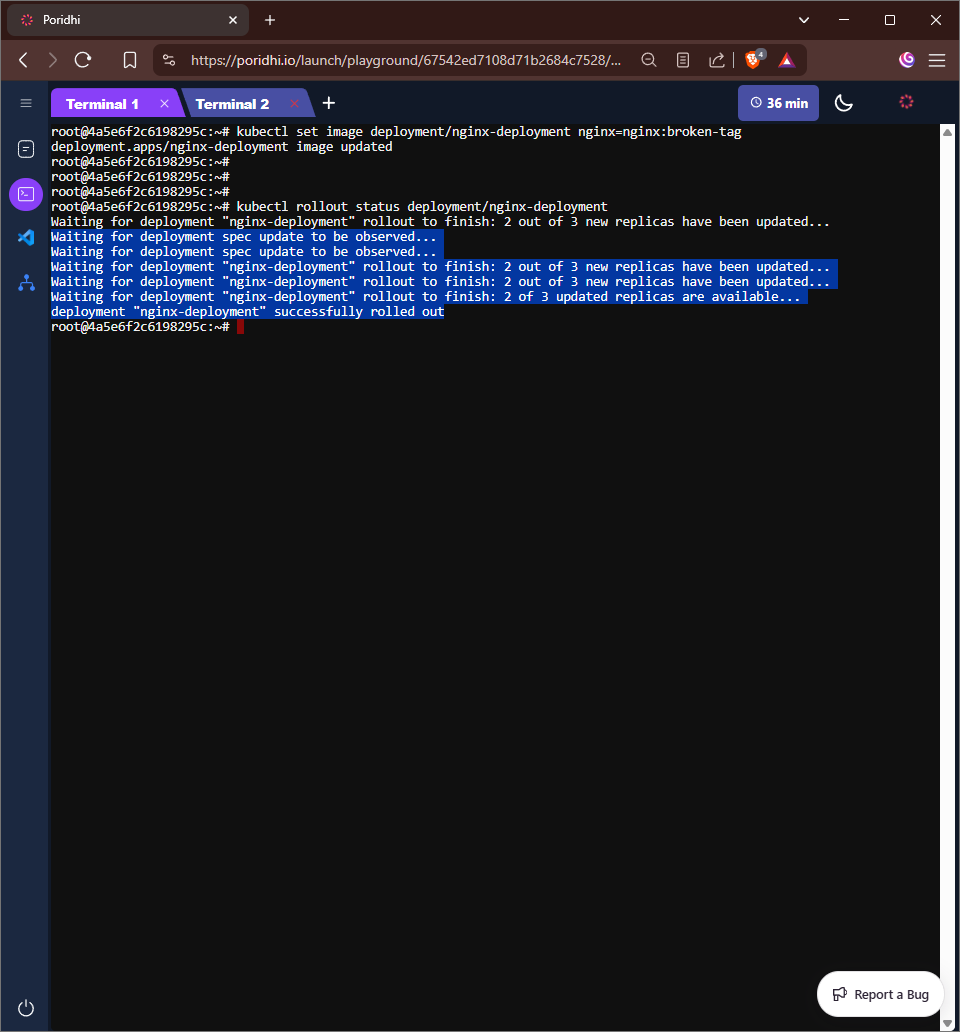 Poridhi
https://poridhi.io/launch/playground/67542ed7108d71b2684c7528/...
4
Terminal 1
Terminal 2
36 min
root@4a5e6f2c6198295c:~# kubectl set image deployment/nginx-deployment nginx=nginx:broken-tag
deployment.apps/nginx-deployment image updated
root@4a5e6f2c6198295c:~#
root@4a5e6f2c6198295c:~#
root@4a5e6f2c6198295c:~#
root@4a5e6f2c6198295c:~# kubectl rollout status deployment/nginx-deployment
Waiting for deployment "nginx-deployment" rollout to finish: 2 out of 3 new replicas have been updated...
Waiting for deployment spec update to be observed...
Waiting for deployment spec update to be observed...
Waiting for deployment "nginx-deployment" rollout to finish: 2 out of 3 new replicas have been updated...
Waiting for deployment "nginx-deployment" rollout to finish: 2 out of 3 new replicas have been updated...
Waiting for deployment "nginx-deployment" rollout to finish: 2 of 3 updated replicas are available...
deployment "nginx-deployment" successfully rolled out
root@4a5e6f2c6198295c:~#
Report a Bug